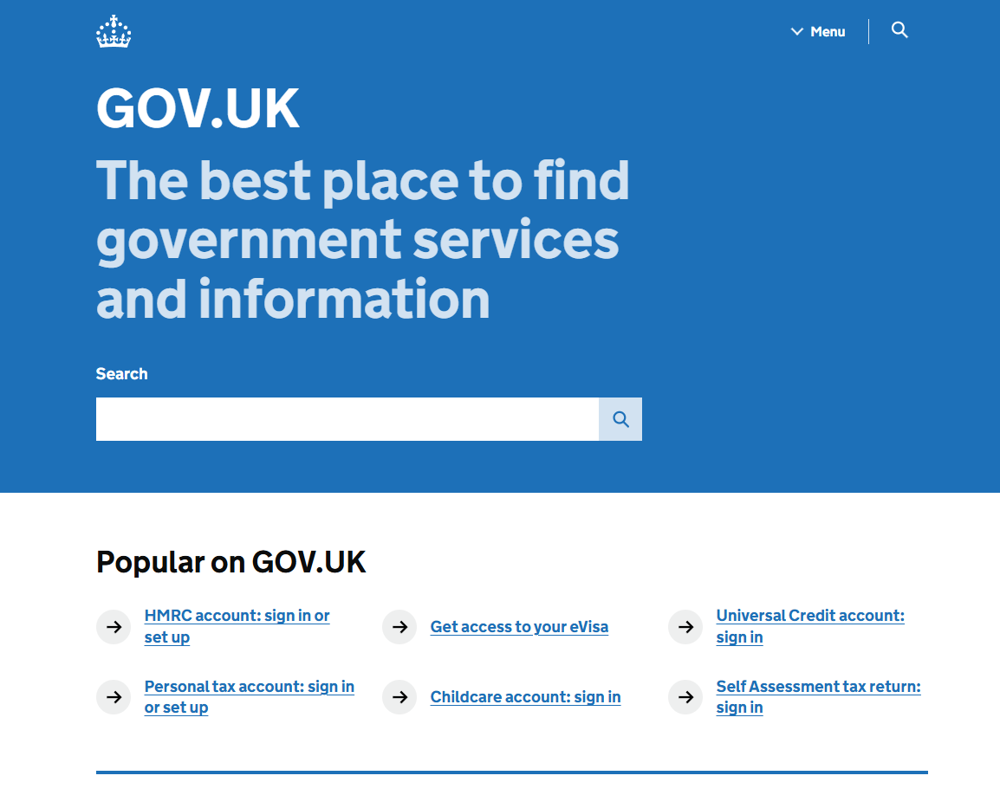 Menu
GOV.UK
The best place to find
government services
and information
Search
Popular on GOV.UK
HMRC account: sign in or
set up
Get access to your eVisa
Universal Credit account:
sign in
Personal tax account: sign in
or set up
Childcare account: sign in
Self Assessment tax return:
sign in